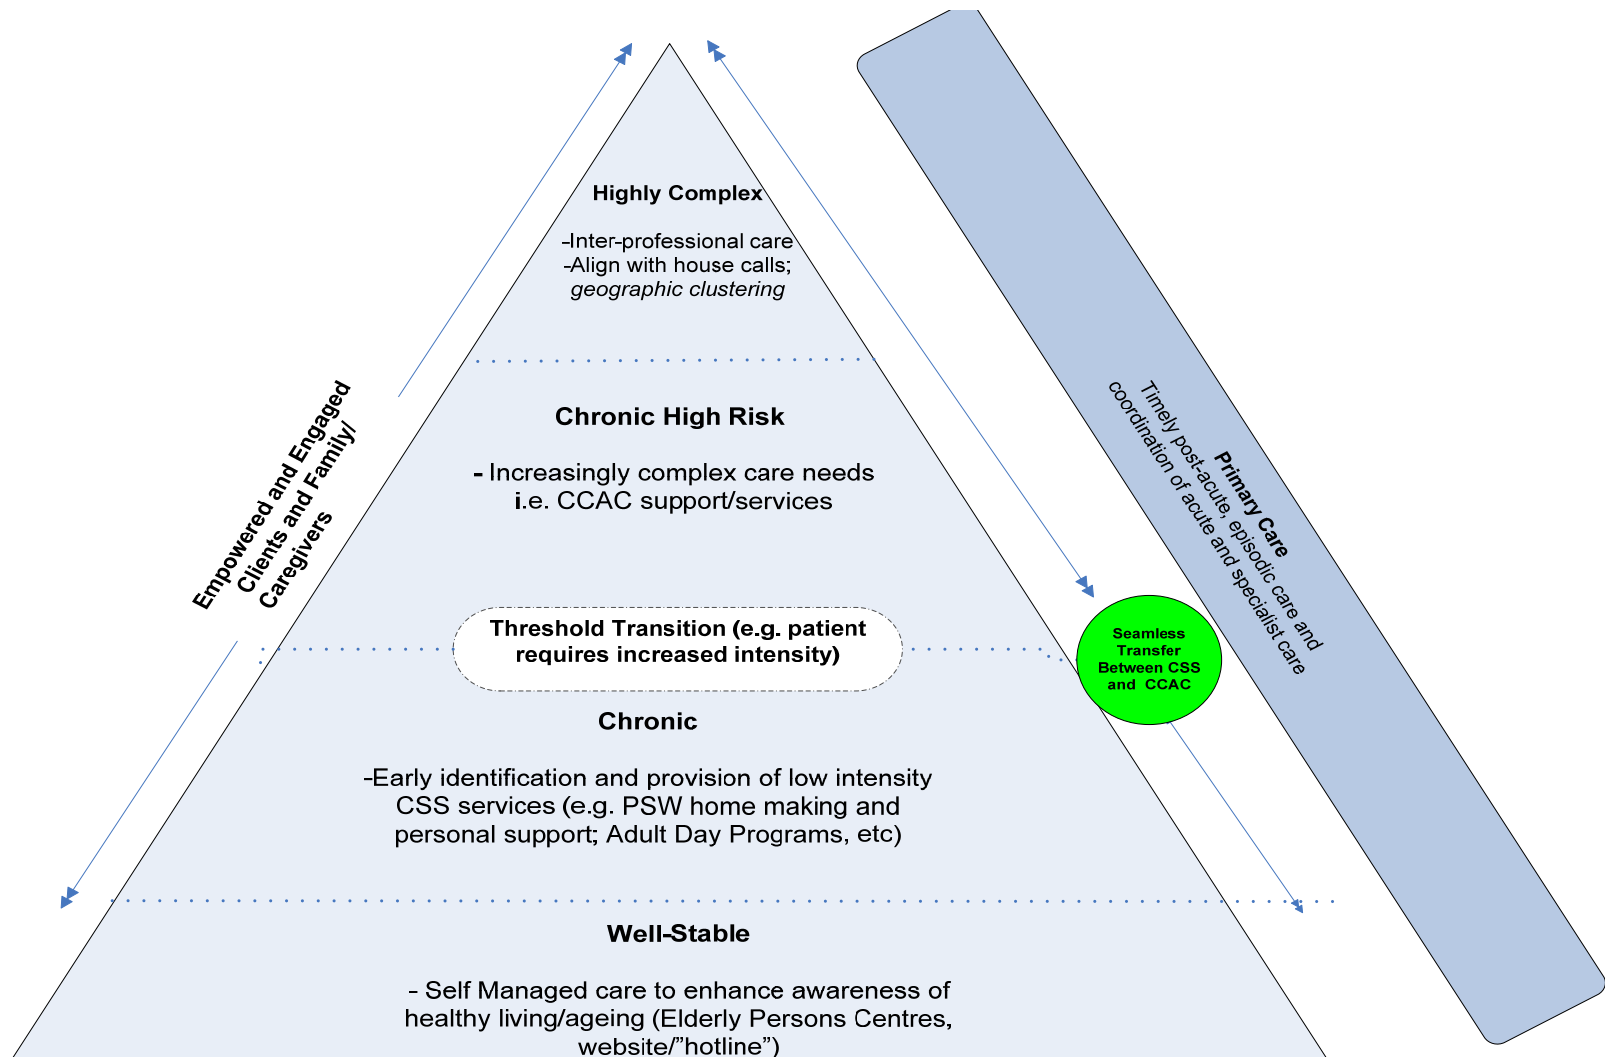 Highly Complex
-Inter-professional care
-Align with house calls;
geographic clustering
Chronic High Risk
- Increasingly complex care needs
i.e. CCAC support/services
Threshold Transition (e.g. patient
requires increased intensity)
Chronic
-Early identification and provision of low intensity
CSS services (e.g. PSW home making and
personal support; Adult Day Programs, etc)
Well-Stable
- Self Managed care to enhance awareness of
healthy living/ageing (Elderly Persons Centres,
website/”hotline”)
Empowered and Engaged
Clients and Family/
Caregivers
Seamless
Transfer
Between CSS
and CCAC
Primary Care
Timely post-acute, episodic care and
coordination of acute and specialist care